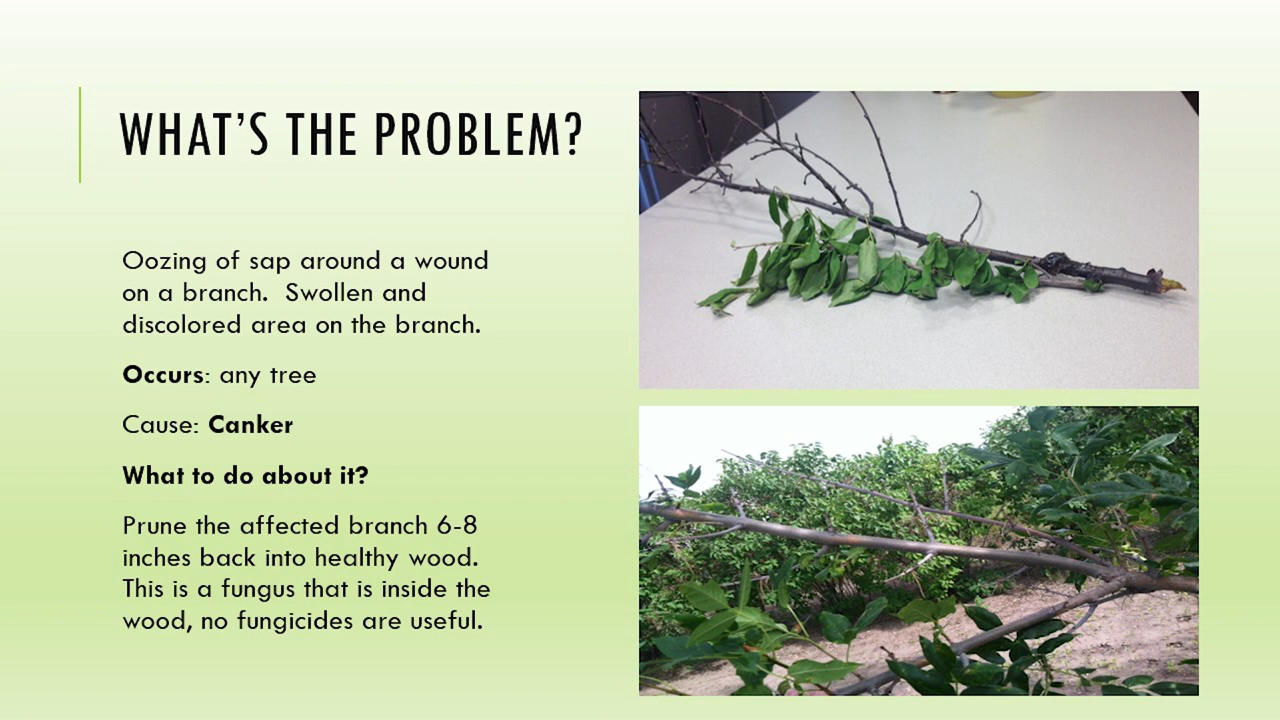 WHAT'S THE PROBLEM?
Oozing of sap around a wound
on a branch.  Swollen and
discolored area on the branch.
Occurs: any tree
Cause: Canker
What to do about it?
Prune the affected branch 6-8
inches back into healthy wood.
This is a fungus that is inside the
wood, no fungicides are useful.